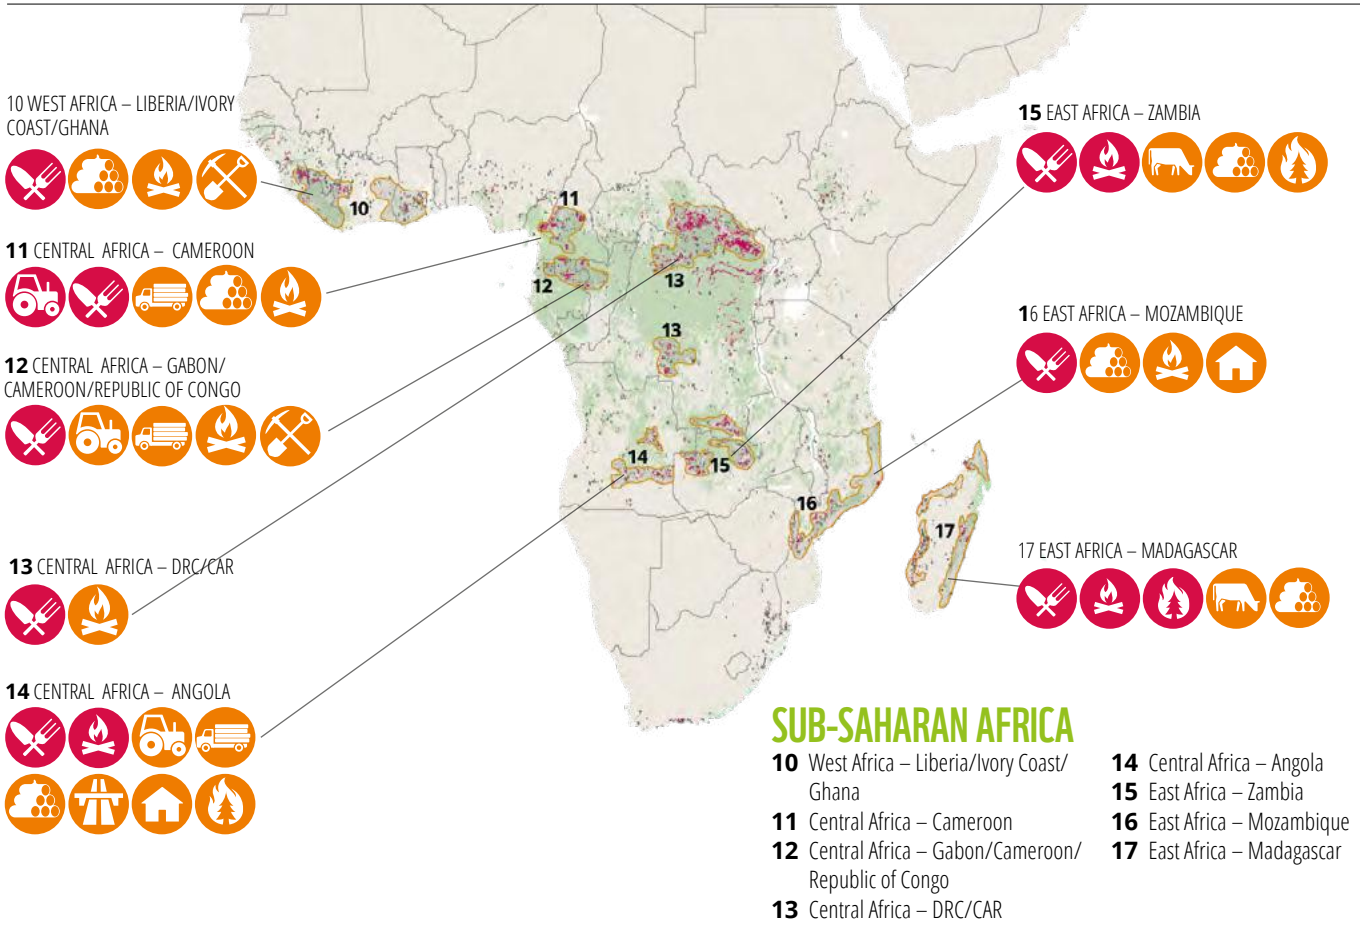 10 WEST AFRICA – LIBERIA/IVORY
COAST/GHANA
11 CENTRAL AFRICA – CAMEROON
12 CENTRAL AFRICA – GABON/
CAMEROON/REPUBLIC OF CONGO
13 CENTRAL AFRICA – DRC/CAR
14 CENTRAL AFRICA – ANGOLA
15 EAST AFRICA – ZAMBIA
16 EAST AFRICA – MOZAMBIQUE
17 EAST AFRICA – MADAGASCAR
10
11
12
13
13
14
15
16
17
SUB-SAHARAN AFRICA
10 West Africa – Liberia/Ivory Coast/
Ghana
11 Central Africa – Cameroon
12 Central Africa – Gabon/Cameroon/
Republic of Congo
13 Central Africa – DRC/CAR
14 Central Africa – Angola
15 East Africa – Zambia
16 East Africa – Mozambique
17 East Africa – Madagascar